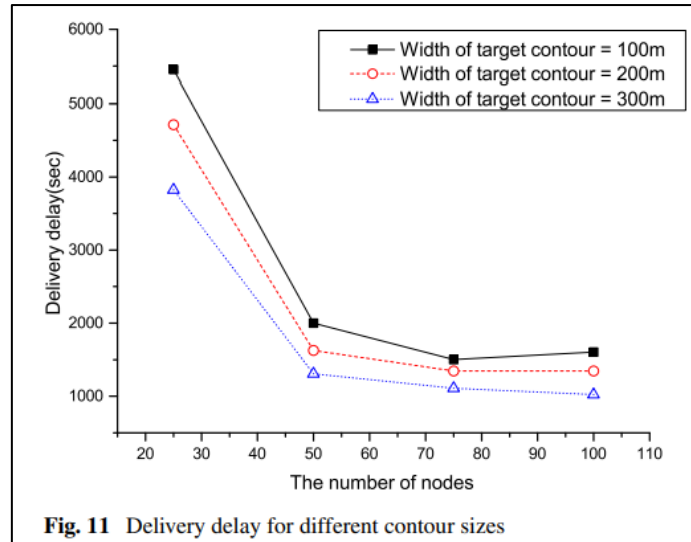 6000
5000
4000
3000
2000
1000
Delivery delay(sec)
Width of target contour = 100m
Width of target contour = 200m
Width of target contour = 300m
20 30 40 50 60 70 80 90 100 110
The number of nodes
Fig. 11 Delivery delay for different contour sizes